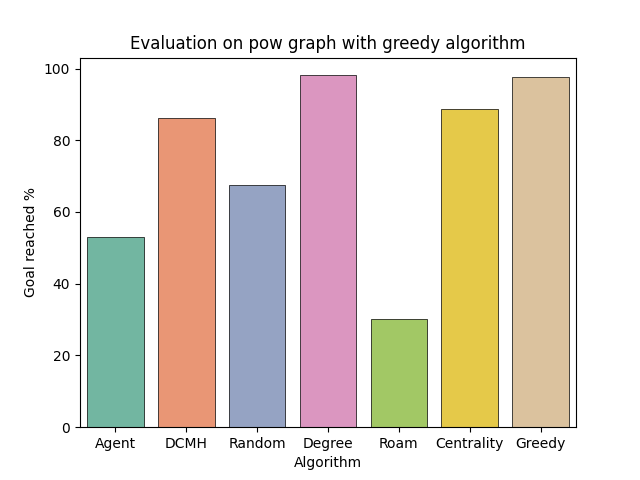 Evaluation on pow graph with greedy algorithm
100
80
60
40
20
0
Goal reached %
Agent DCMH Random Degree Roam Centrality Greedy
Algorithm